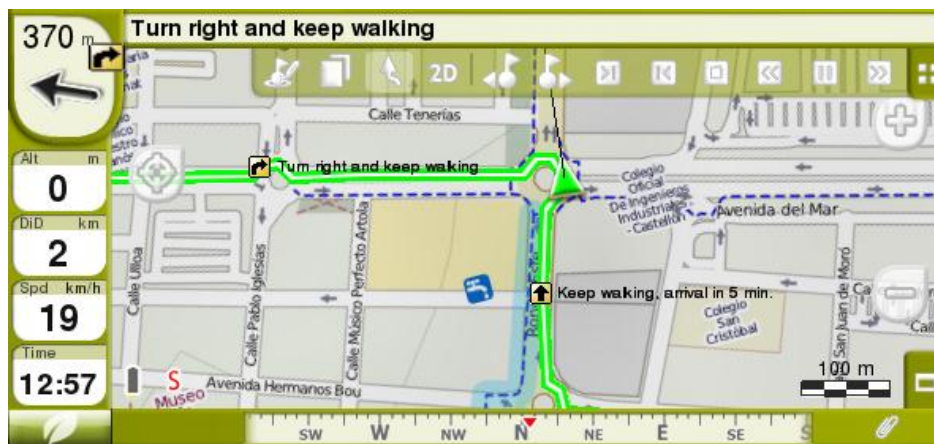 370 m
Turn right and keep walking
2D
Calle Tenerías
Turn right and keep walking
Colegio
Oficial
De Ingenieros
Industriales
- Castellón
Avenida del Mar
Alt m
0
DiD km
2
Spd km/h
19
Time
12:57
Calle Ulloa
Calle Pablo Iglesias
Calle Músico Perfecto Artola
Keep walking, arrival in 5 min.
Colegio
San
Cristóbal
San Juan de Moró
100 m
S
Museo
Avenida Hermanos Bou
SW W NW N NE E SE S